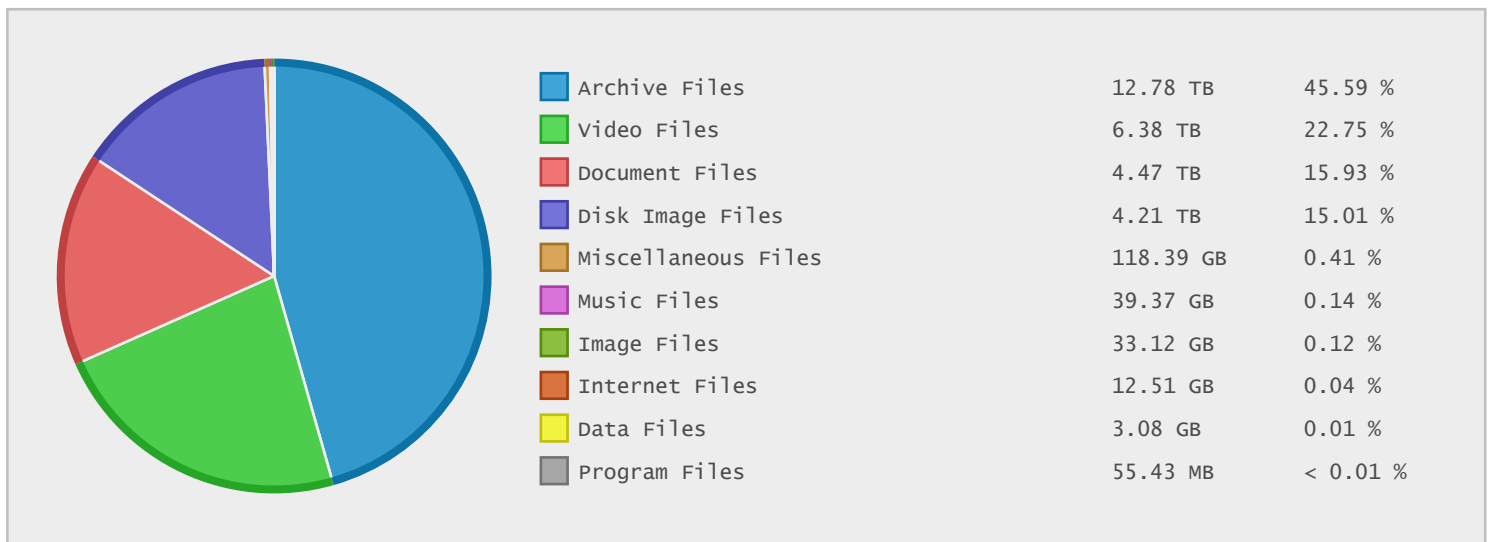 Archive Files 12.78 TB 45.59 %
Video Files 6.38 TB 22.75 %
Document Files 4.47 TB 15.93 %
Disk Image Files 4.21 TB 15.01 %
Miscellaneous Files 118.39 GB 0.41 %
Music Files 39.37 GB 0.14 %
Image Files 33.12 GB 0.12 %
Internet Files 12.51 GB 0.04 %
Data Files 3.08 GB 0.01 %
Program Files 55.43 MB < 0.01 %